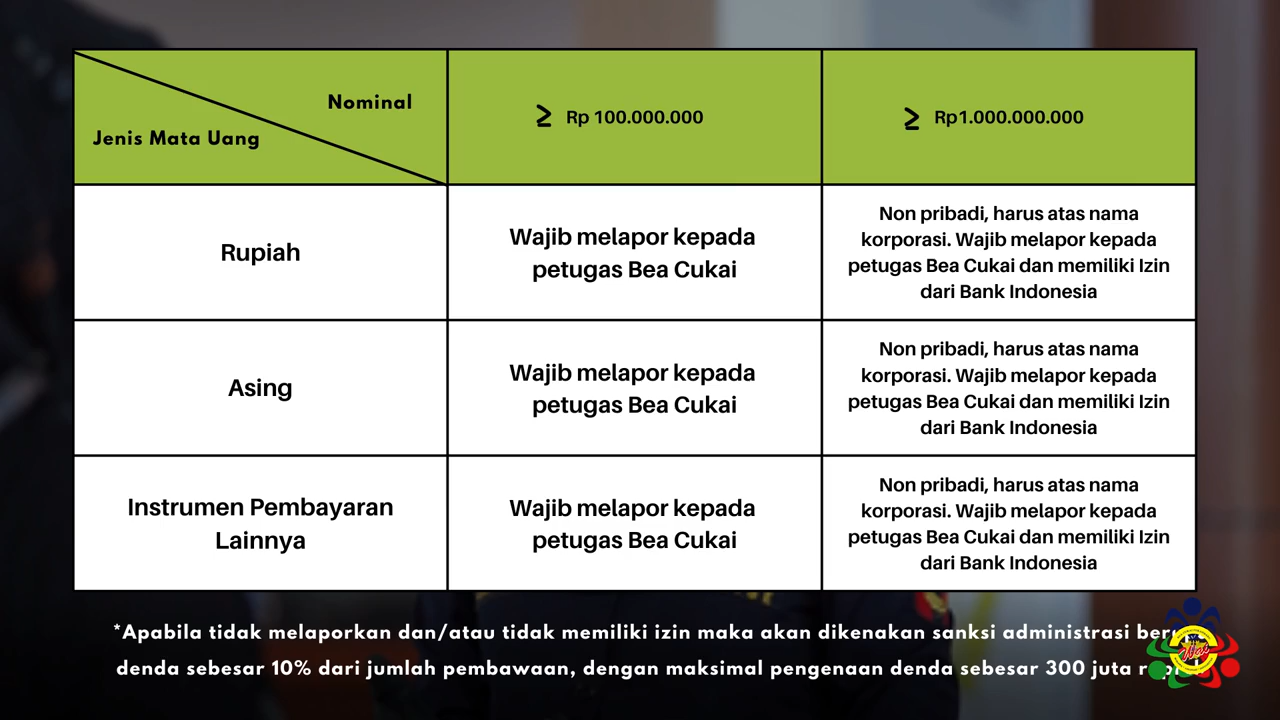 Nominal
Jenis Mata Uang
≥ Rp 100.000.000
≥ Rp1.000.000.000
Rupiah
Wajib melapor kepada
petugas Bea Cukai
Non pribadi, harus atas nama
korporasi. Wajib melapor kepada
petugas Bea Cukai dan memiliki Izin
dari Bank Indonesia
Asing
Wajib melapor kepada
petugas Bea Cukai
Non pribadi, harus atas nama
korporasi. Wajib melapor kepada
petugas Bea Cukai dan memiliki Izin
dari Bank Indonesia
Instrumen Pembayaran
Lainnya
Wajib melapor kepada
petugas Bea Cukai
Non pribadi, harus atas nama
korporasi. Wajib melapor kepada
petugas Bea Cukai dan memiliki Izin
dari Bank Indonesia
*Apabila tidak melaporkan dan/atau tidak memiliki izin maka akan dikenakan sanksi administrasi
denda sebesar 10% dari jumlah pembawaan, dengan maksimal pengenaan denda sebesar 300 juta